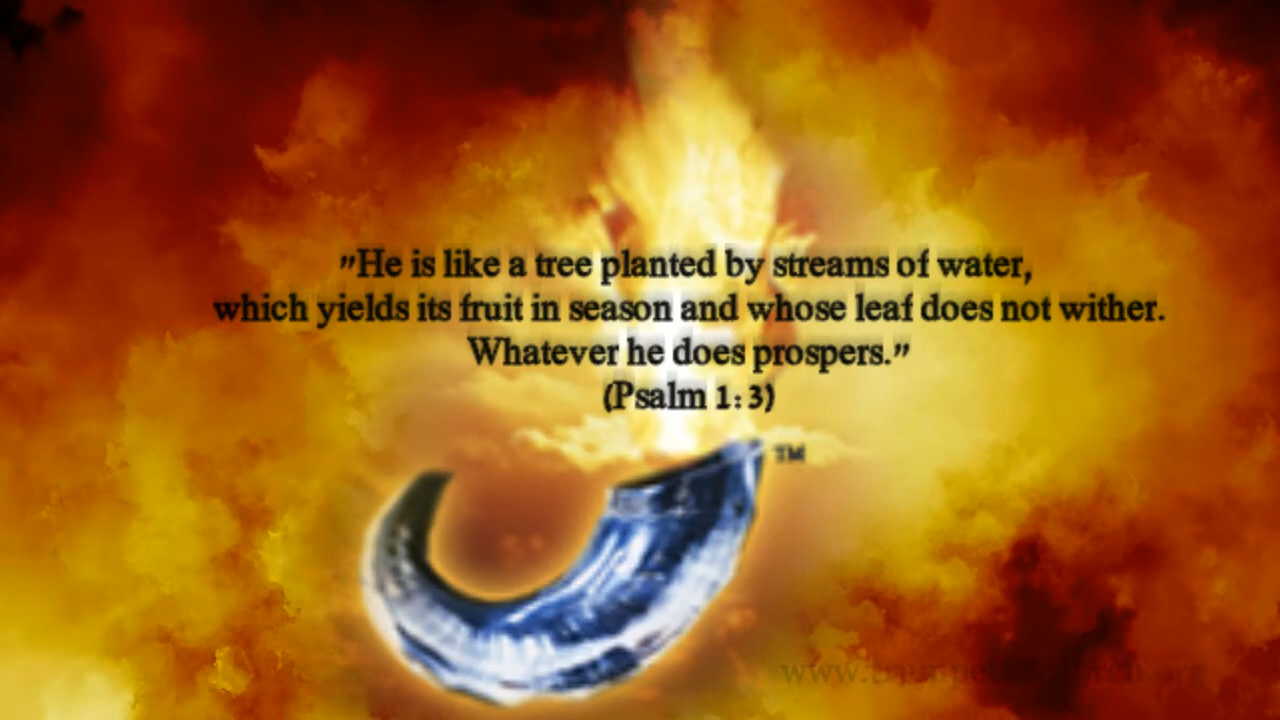 "He is like a tree planted by streams of water,
which yields its fruit in season and whose leaf does not wither.
Whatever he does prospers."
(Psalm 1:3)
TM